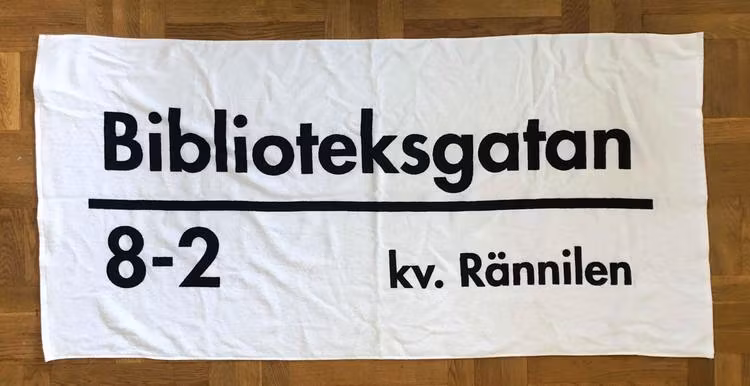 Biblioteksgatan
8-2
kv. Rännilen